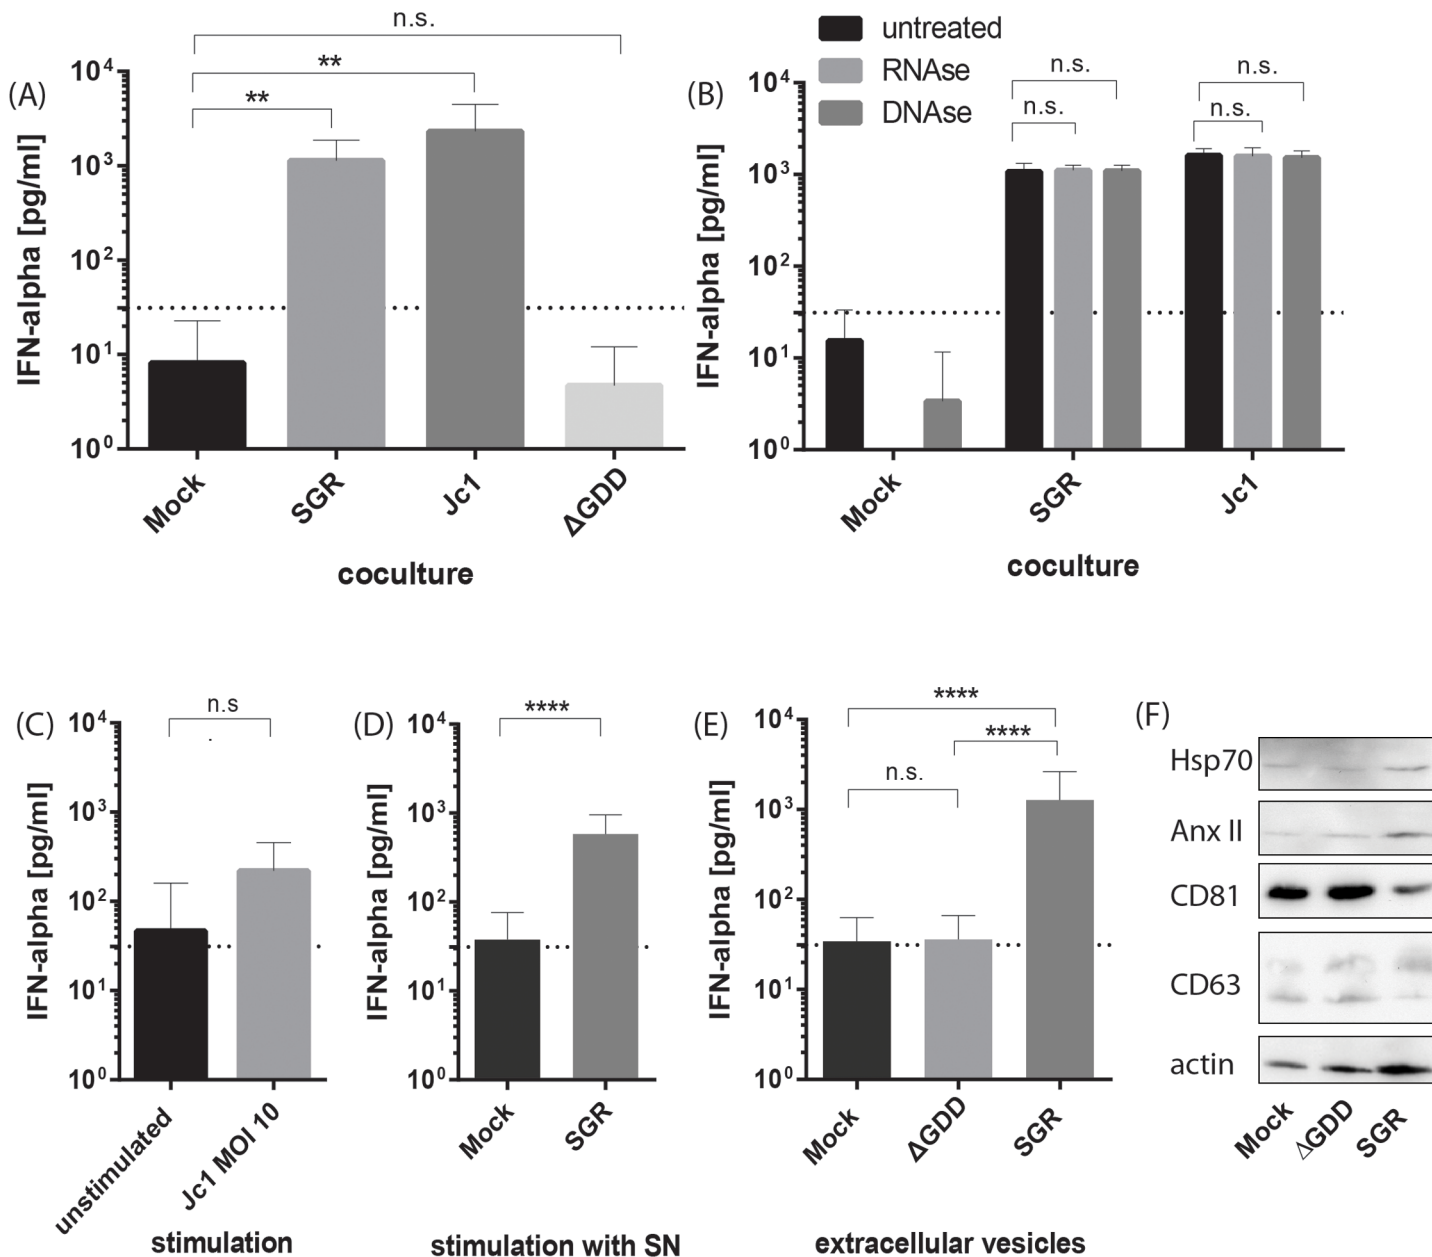 (A)
n.s.
**
**
IFN-alpha [pg/ml]
10⁴
10³
10²
10¹
10⁰
Mock
SGR
Jc1
ΔGDD
coculture
(B)
untreated
RNAse
DNAse
n.s.
n.s.
n.s.
n.s.
IFN-alpha [pg/ml]
10⁴
10³
10²
10¹
10⁰
Mock
SGR
Jc1
coculture
(C)
n.s
IFN-alpha [pg/ml]
10⁴
10³
10²
10¹
10⁰
unstimulated
Jc1 MOI 10
stimulation
(D)
****
IFN-alpha [pg/ml]
10⁴
10³
10²
10¹
10⁰
Mock
SGR
stimulation with SN
(E)
****
****
n.s.
IFN-alpha [pg/ml]
10⁴
10³
10²
10¹
10⁰
Mock
ΔGDD
SGR
extracellular vesicles
(F)
Hsp70
Anx II
CD81
CD63
actin
Mock
ΔGDD
SGR